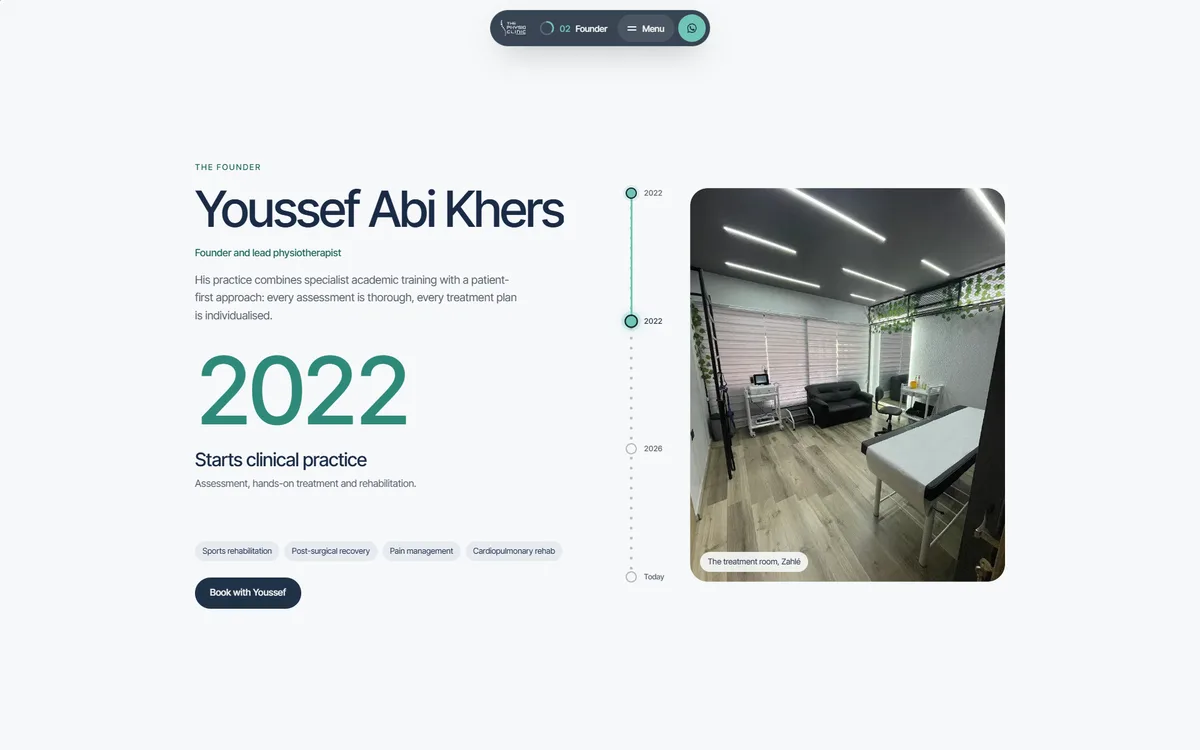 THE
PHYSIO
CLINIC
02 Founder
Menu
THE FOUNDER
Youssef Abi Khers
Founder and lead physiotherapist
His practice combines specialist academic training with a patient-
first approach: every assessment is thorough, every treatment plan
is individualised.
2022
Starts clinical practice
Assessment, hands-on treatment and rehabilitation.
Sports rehabilitation
Post-surgical recovery
Pain management
Cardiopulmonary rehab
Book with Youssef
2022
2022
2026
Today
The treatment room, Zahlé